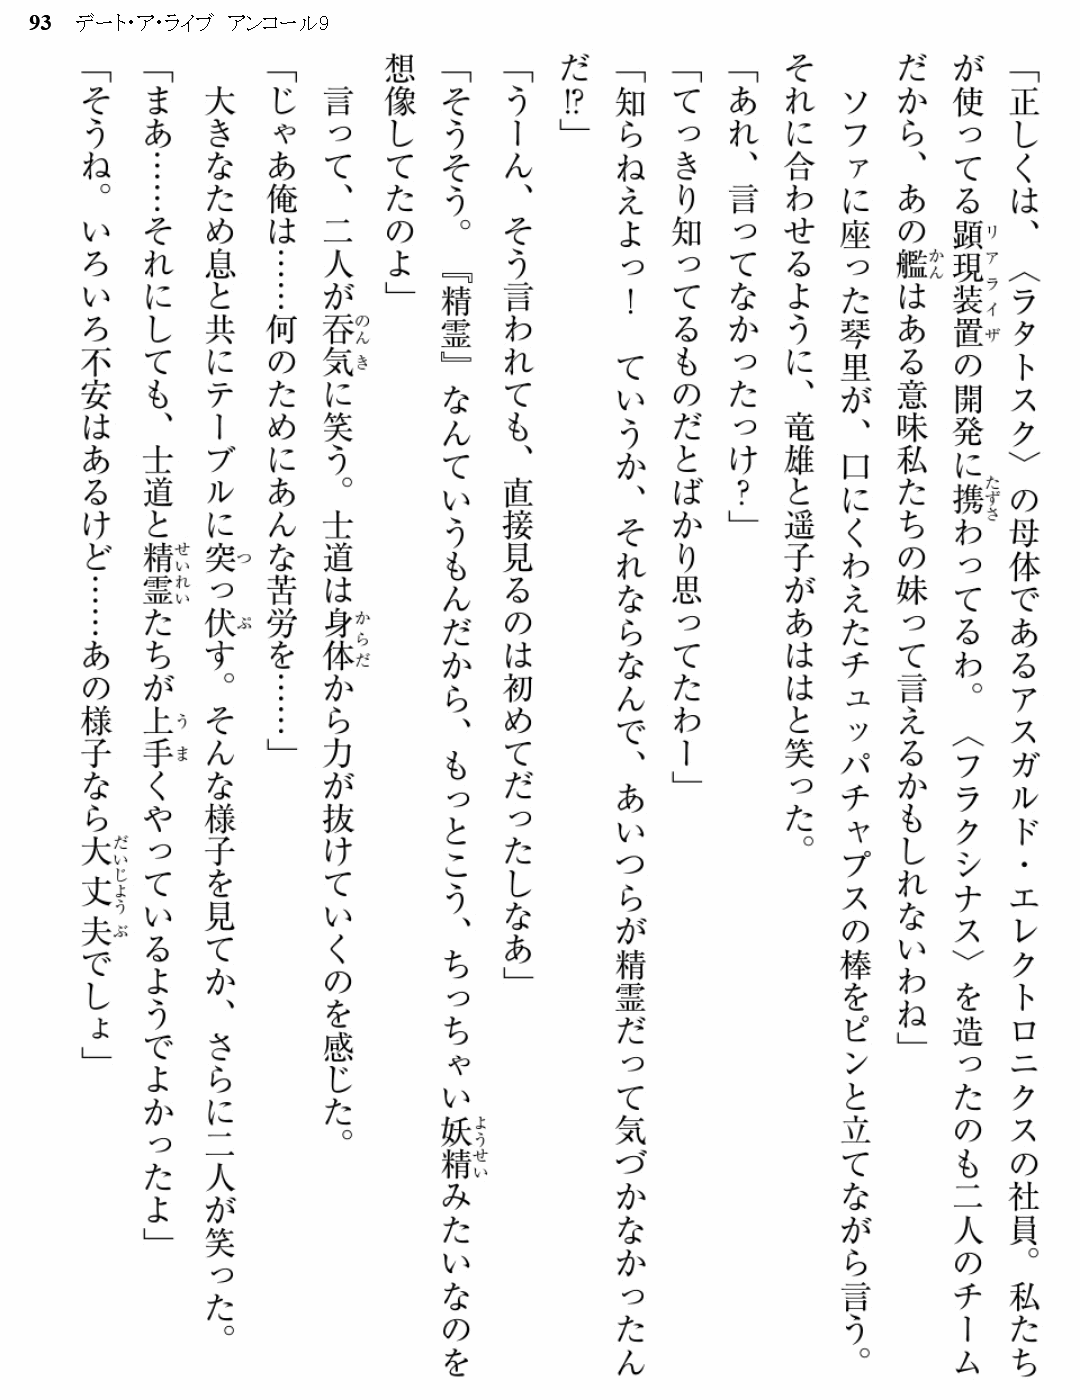 93 デート・ア・ライブ アンコール9
「正しくは、〈ラタトスク〉の母体であるアスガルド・エレクトロニクスの社員。私たち
が使ってる顕現装置の開発に携わってるわ。〈フラクシナス〉を造ったのも二人のチーム
だから、あの艦はある意味私たちの妹って言えるかもしれないわね」
　ソファに座った琴里が、口にくわえたチュッパチャプスの棒をピンと立てながら言う。
それに合わせるように、竜雄と遥子があははと笑った。
「あれ、言ってなかったっけ？」
「てっきり知ってるものだとばかり思ってたわー」
「知らねえよっ！　ていうか、それならなんで、あいつらが精霊だって気づかなかったん
だ!?」
「うーん、そう言われても、直接見るのは初めてだったしなあ」
「そうそう。『精霊』なんていうもんだから、もっとこう、ちっちゃい妖精みたいなのを
想像してたのよ」
　言って、二人が呑気に笑う。士道は身体から力が抜けていくのを感じた。
「じゃあ俺は……何のためにあんな苦労を……」
　大きなため息と共にテーブルに突っ伏す。そんな様子を見てか、さらに二人が笑った。
「まあ……それにしても、士道と精霊たちが上手くやっているようでよかったよ」
「そうね。いろいろ不安はあるけど……あの様子なら大丈夫でしょ」